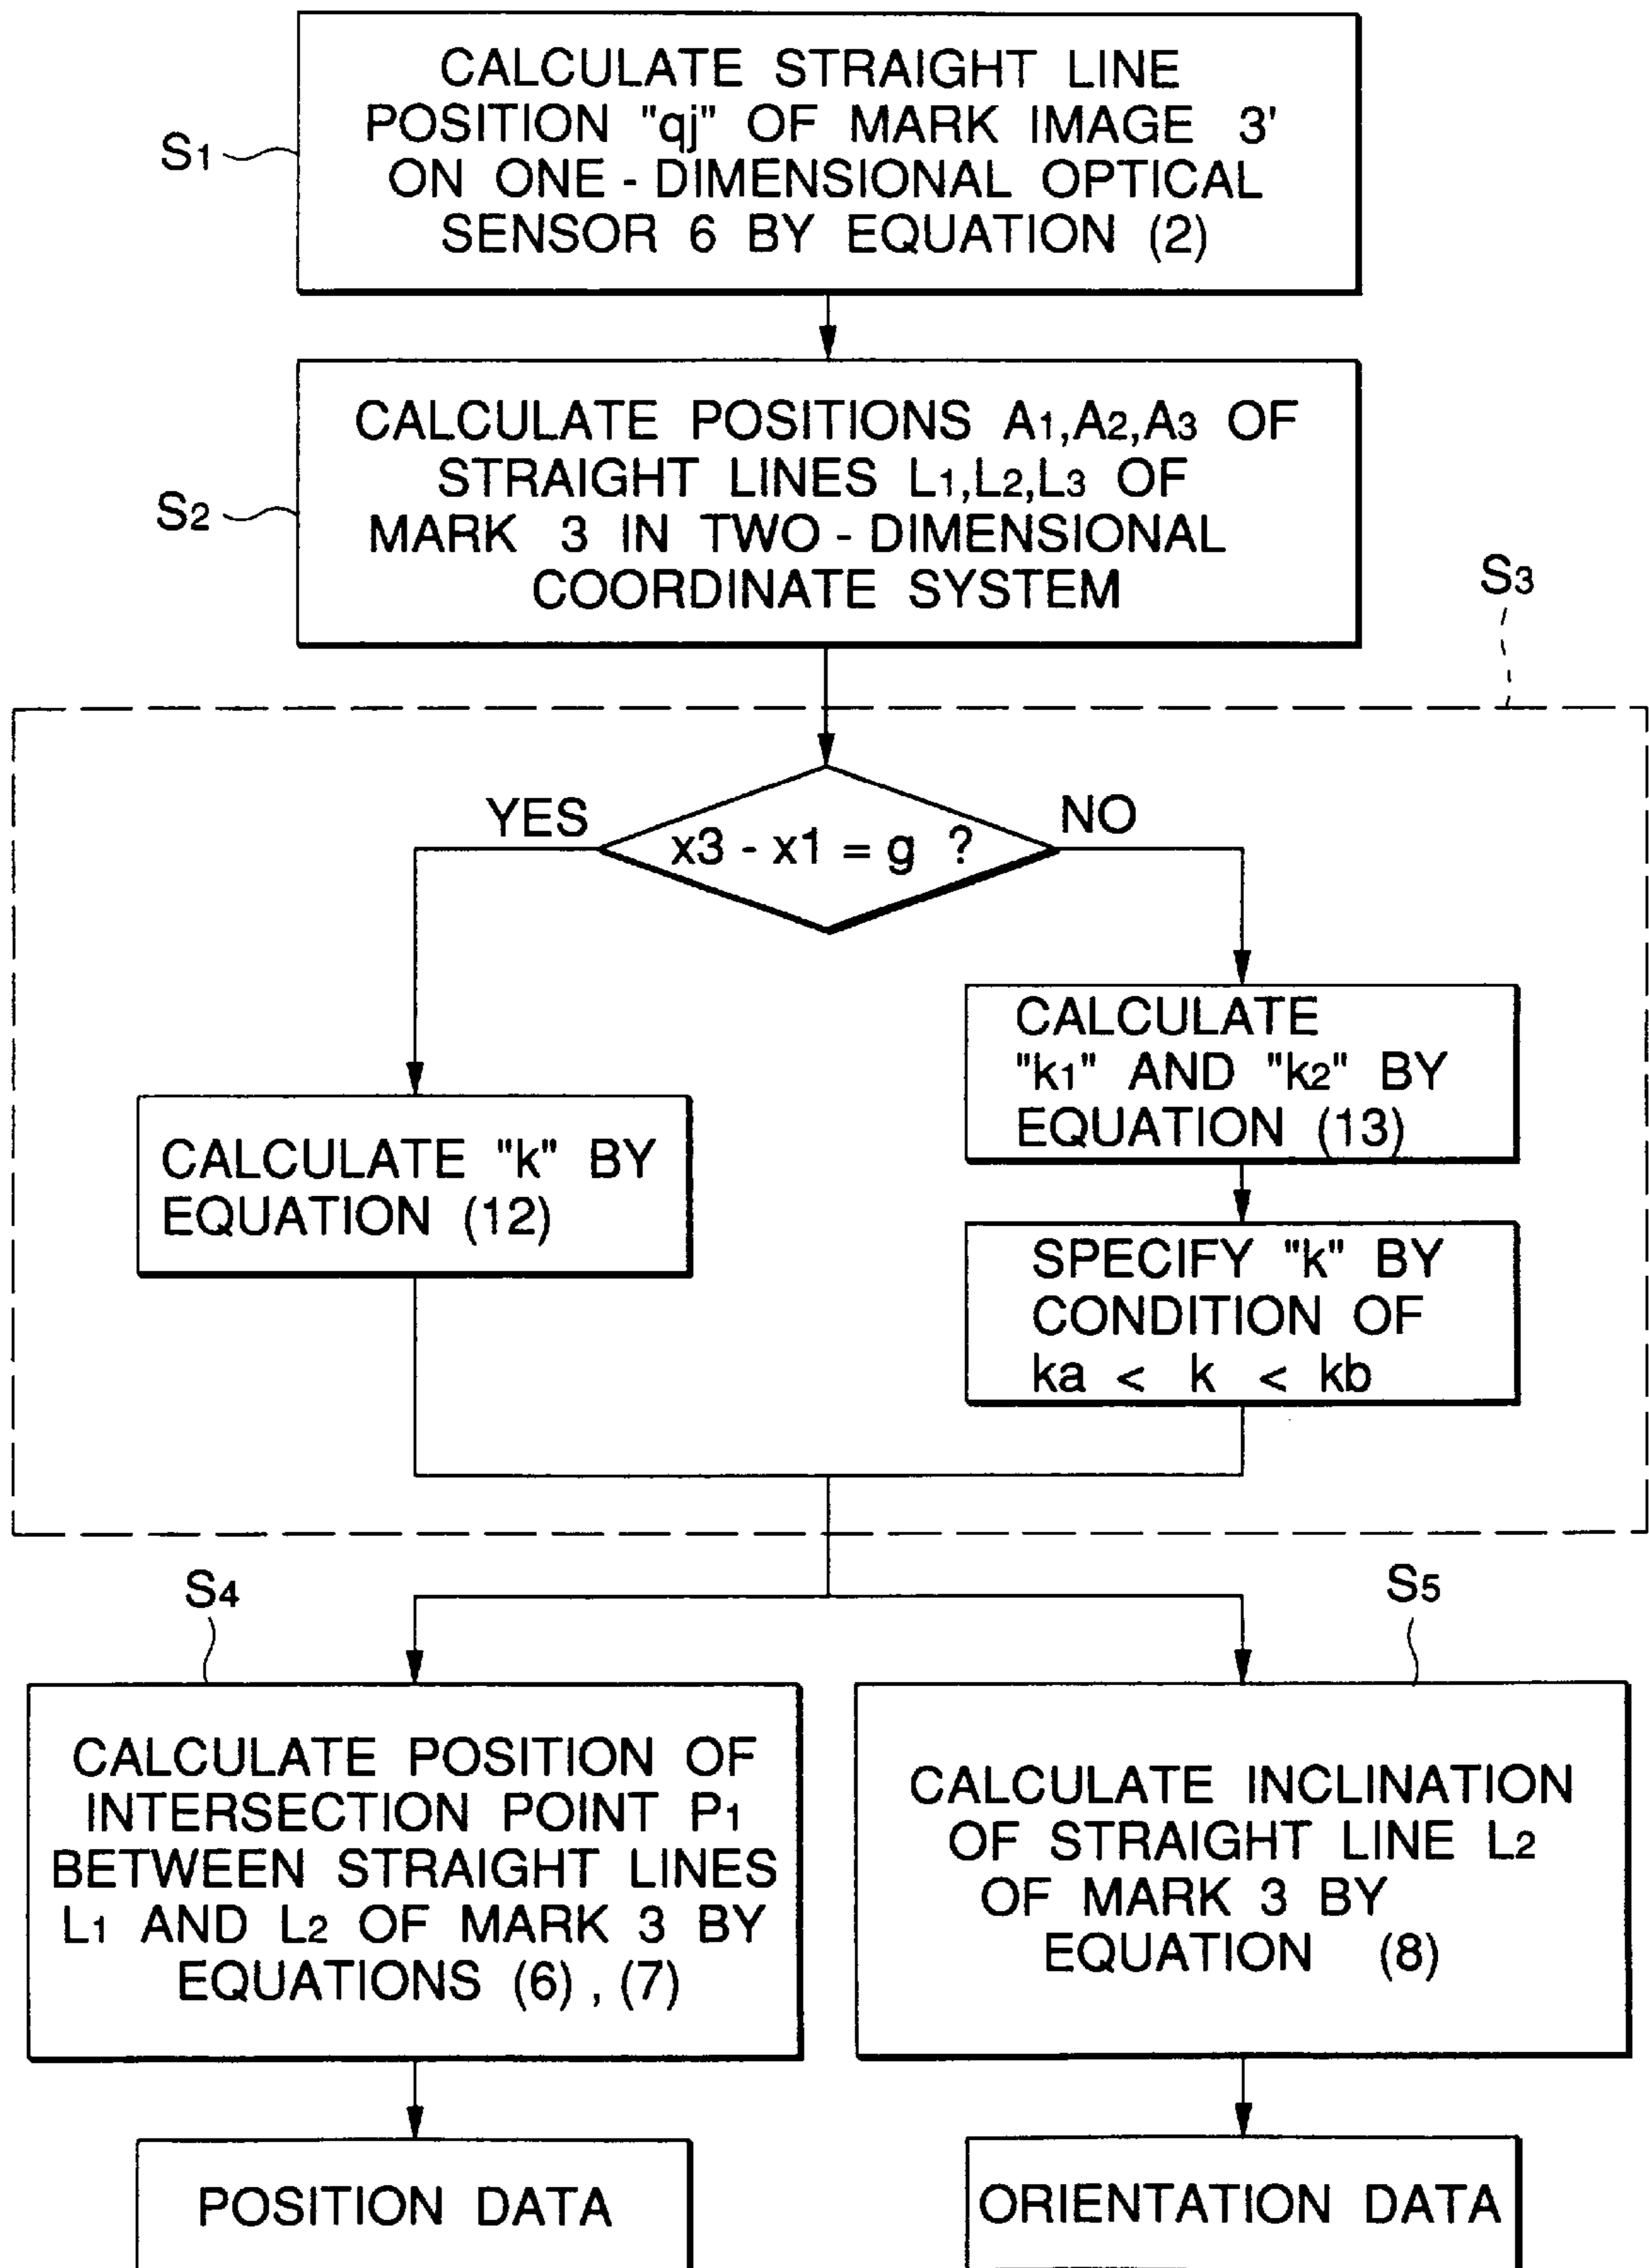 S1
CALCULATE STRAIGHT LINE
POSITION "qj" OF MARK IMAGE 3'
ON ONE - DIMENSIONAL OPTICAL
SENSOR 6 BY EQUATION (2)
S2
CALCULATE POSITIONS A1,A2,A3 OF
STRAIGHT LINES L1,L2,L3 OF
MARK 3 IN TWO - DIMENSIONAL
COORDINATE SYSTEM
S3
YES
x3 - x1 = g ?
NO
CALCULATE "k" BY
EQUATION (12)
CALCULATE
"k1" AND "k2" BY
EQUATION (13)
SPECIFY "k" BY
CONDITION OF
ka < k < kb
S4
CALCULATE POSITION OF
INTERSECTION POINT P1
BETWEEN STRAIGHT LINES
L1 AND L2 OF MARK 3 BY
EQUATIONS (6) , (7)
S5
CALCULATE INCLINATION
OF STRAIGHT LINE L2
OF MARK 3 BY
EQUATION (8)
POSITION DATA
ORIENTATION DATA